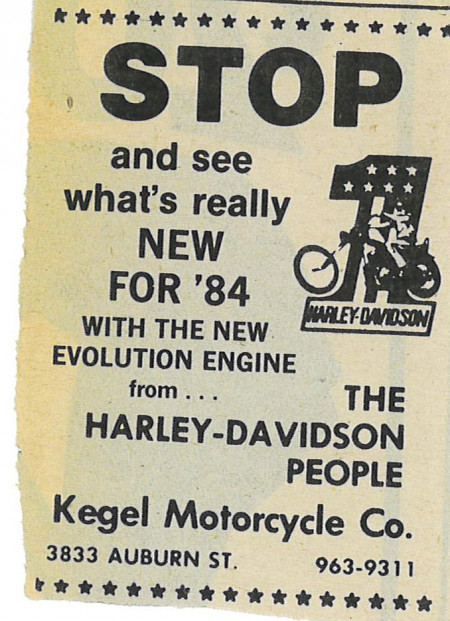 STOP
and see
what's really
NEW
FOR '84
WITH THE NEW
EVOLUTION ENGINE
from . . .
1
HARLEY-DAVIDSON
THE
HARLEY-DAVIDSON
PEOPLE
Kegel Motorcycle Co.
3833 AUBURN ST. 963-9311